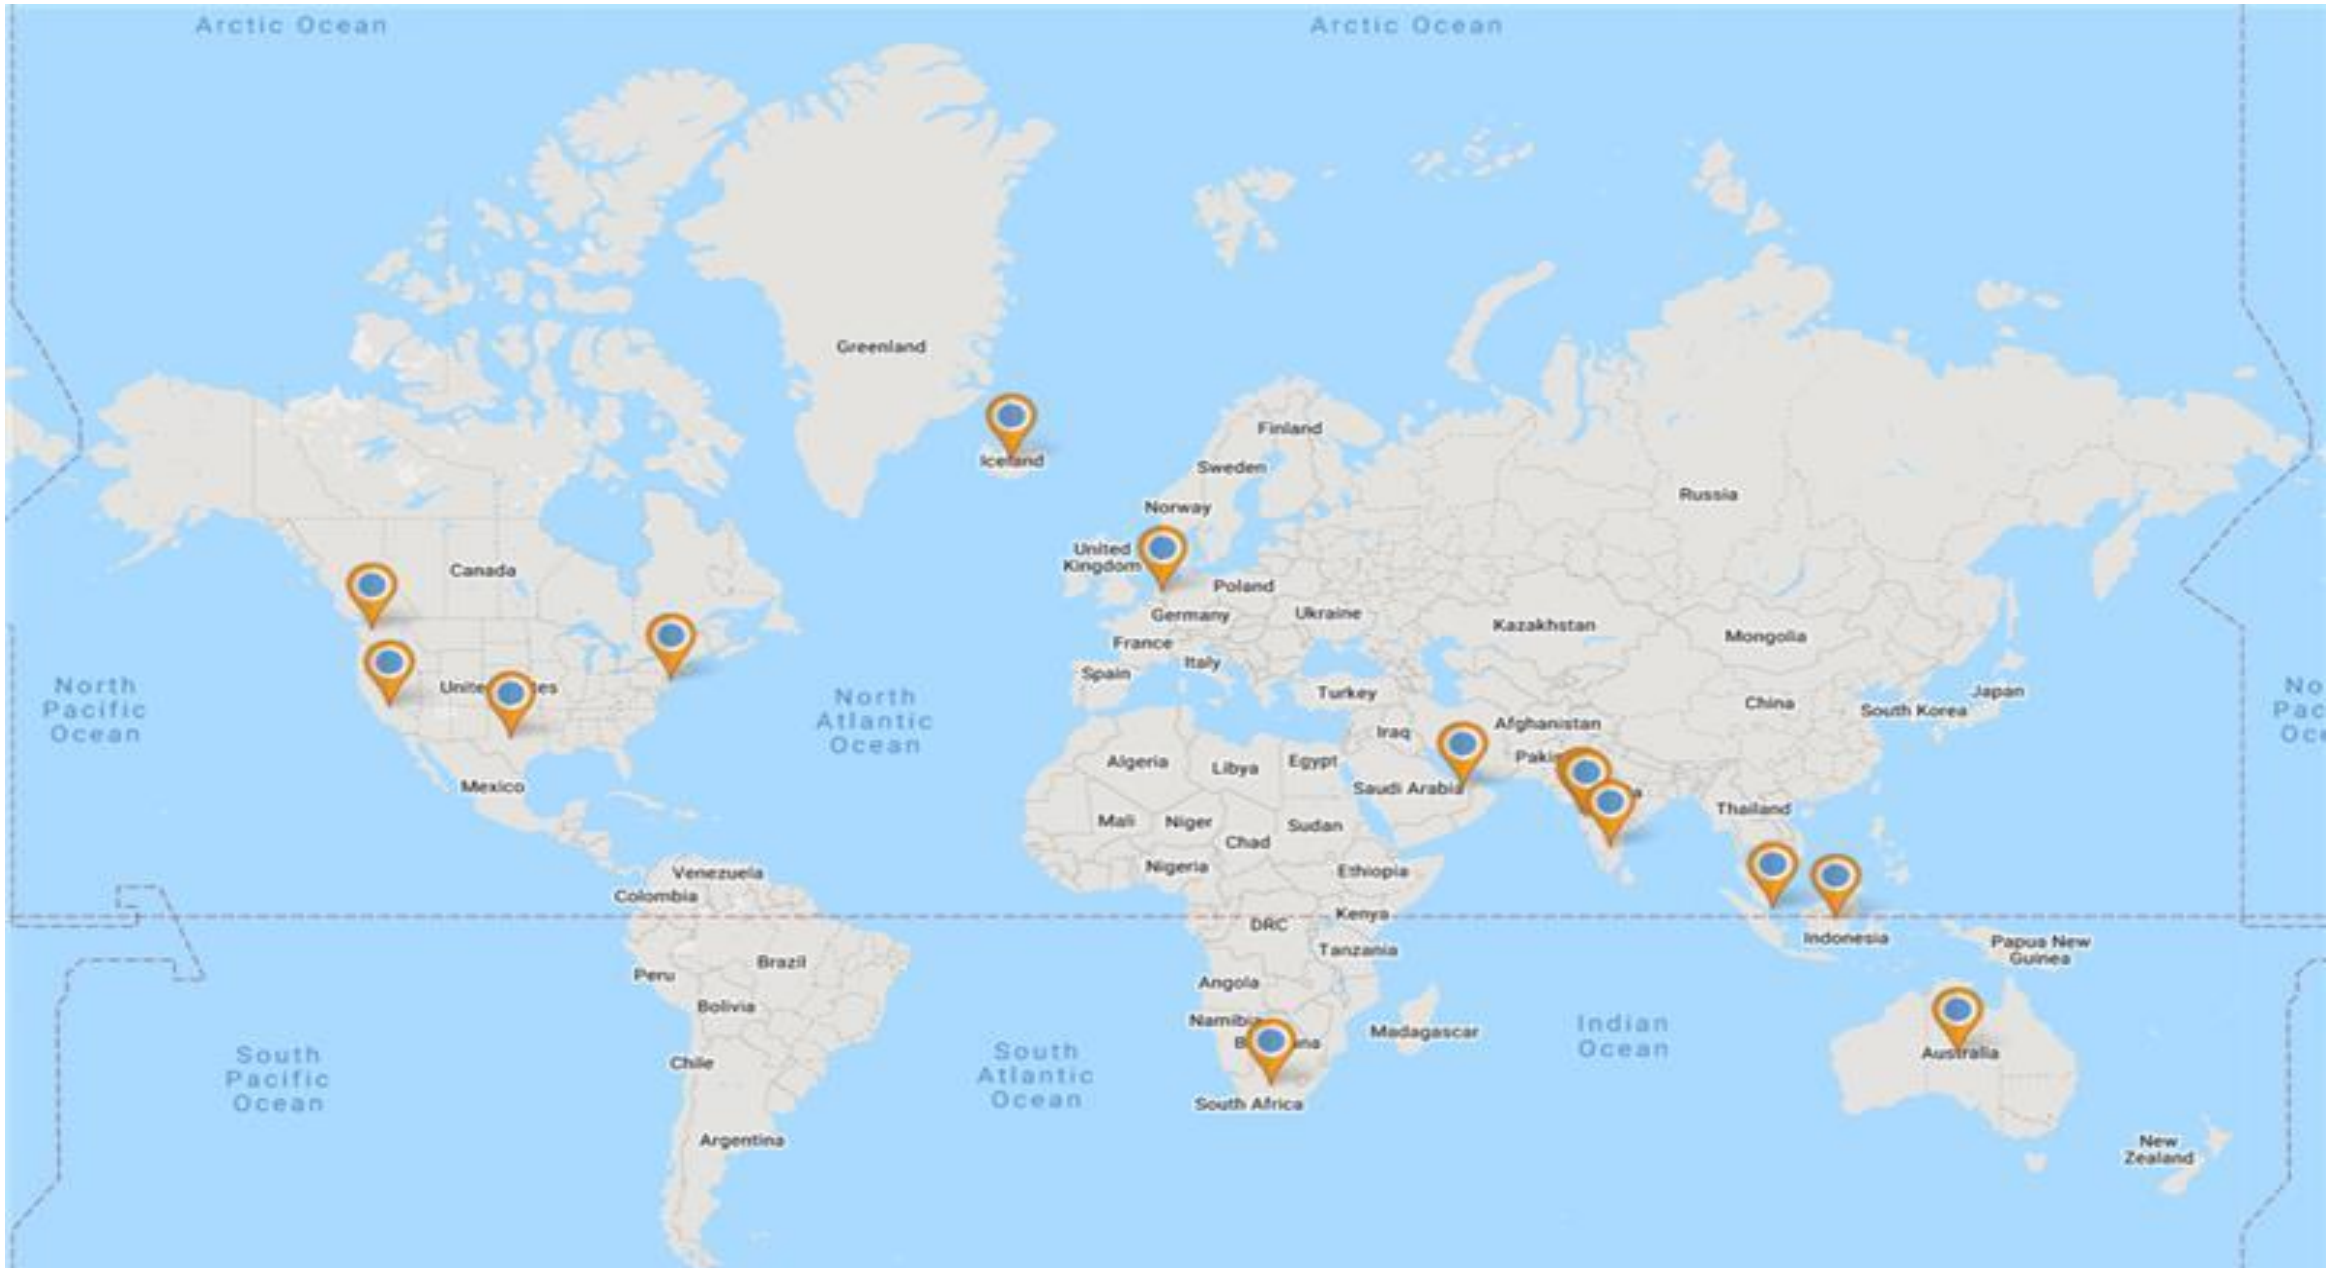 Arctic Ocean
Arctic Ocean
Greenland
Finland
Iceland
Sweden
Russia
Norway
United
Kingdom
Canada
Poland
Germany
Ukraine
Kazakhstan
Mongolia
France
Italy
Spain
North
Pacific
Ocean
North
Atlantic
Ocean
Turkey
China
Japan
South Korea
No
Pac
Oce
Afghanistan
Iraq
Algeria
Libya
Egypt
Mexico
Saudi Arabia
Thailand
Mali
Niger
Chad
Sudan
Nigeria
Ethiopia
Venezuela
Colombia
DRC
Kenya
Tanzania
Indonesia
Papua New
Guinea
Peru
Brazil
Bolivia
Angola
Madagascar
Indian
Ocean
South
Pacific
Ocean
Chile
South
Atlantic
Ocean
Australia
South Africa
Argentina
New
Zealand